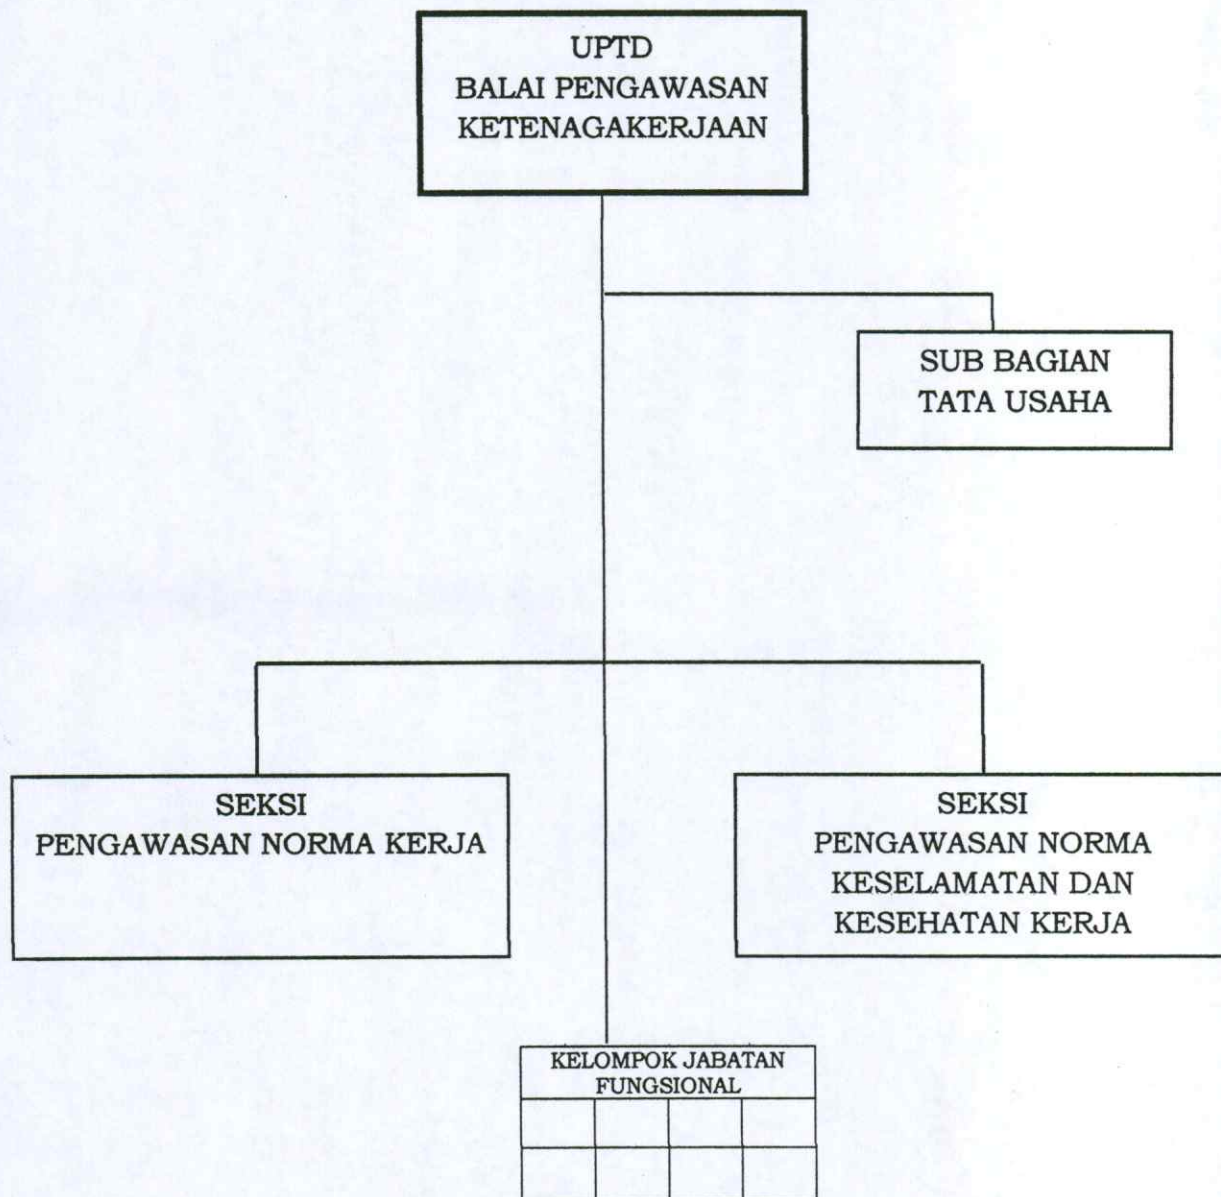 UPTD
BALAI PENGAWASAN
KETENAGAKERJAAN
SUB BAGIAN
TATA USAHA
SEKSI
PENGAWASAN NORMA KERJA
SEKSI
PENGAWASAN NORMA
KESELAMATAN DAN
KESEHATAN KERJA
KELOMPOK JABATAN
FUNGSIONAL